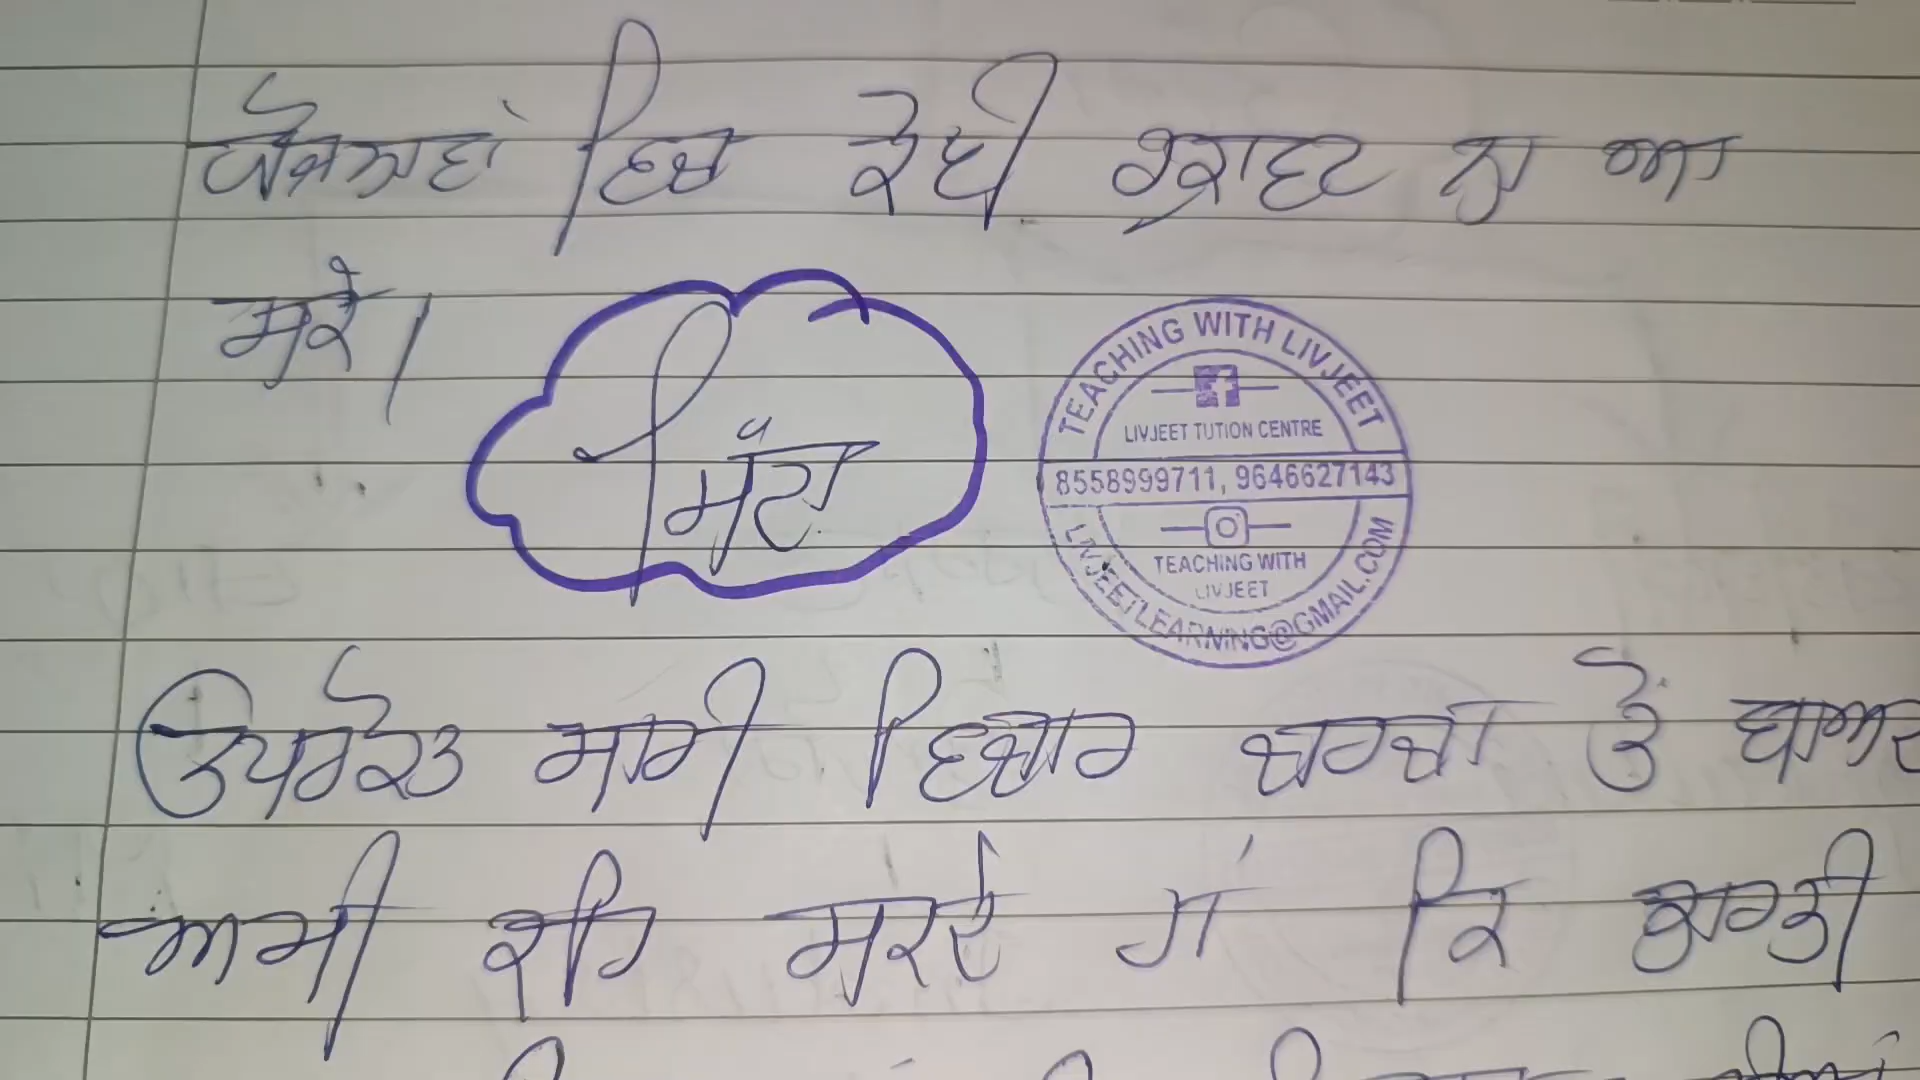 ਯੋਜਨਾਵਾਂ ਵਿਚ ਕੋਈ ਰੁਕਾਵਟ ਨਾ ਆ
ਸਕੇ।
ਸਿੱਟਾ
TEACHING WITH LIVJEET
LIVJEET TUTION CENTRE
8558999711, 9646627143
TEACHING WITH
LIVJEET
LIVJEETLEARNING@GMAIL.COM
ਉਪਰੋਕਤ ਸਾਰੀ ਵਿਚਾਰ ਚਰਚਾ ਤੋਂ ਬਾਅਦ
ਅਸੀਂ ਕਹਿ ਸਕਦੇ ਹਾਂ ਕਿ ਭਾਰਤੀ